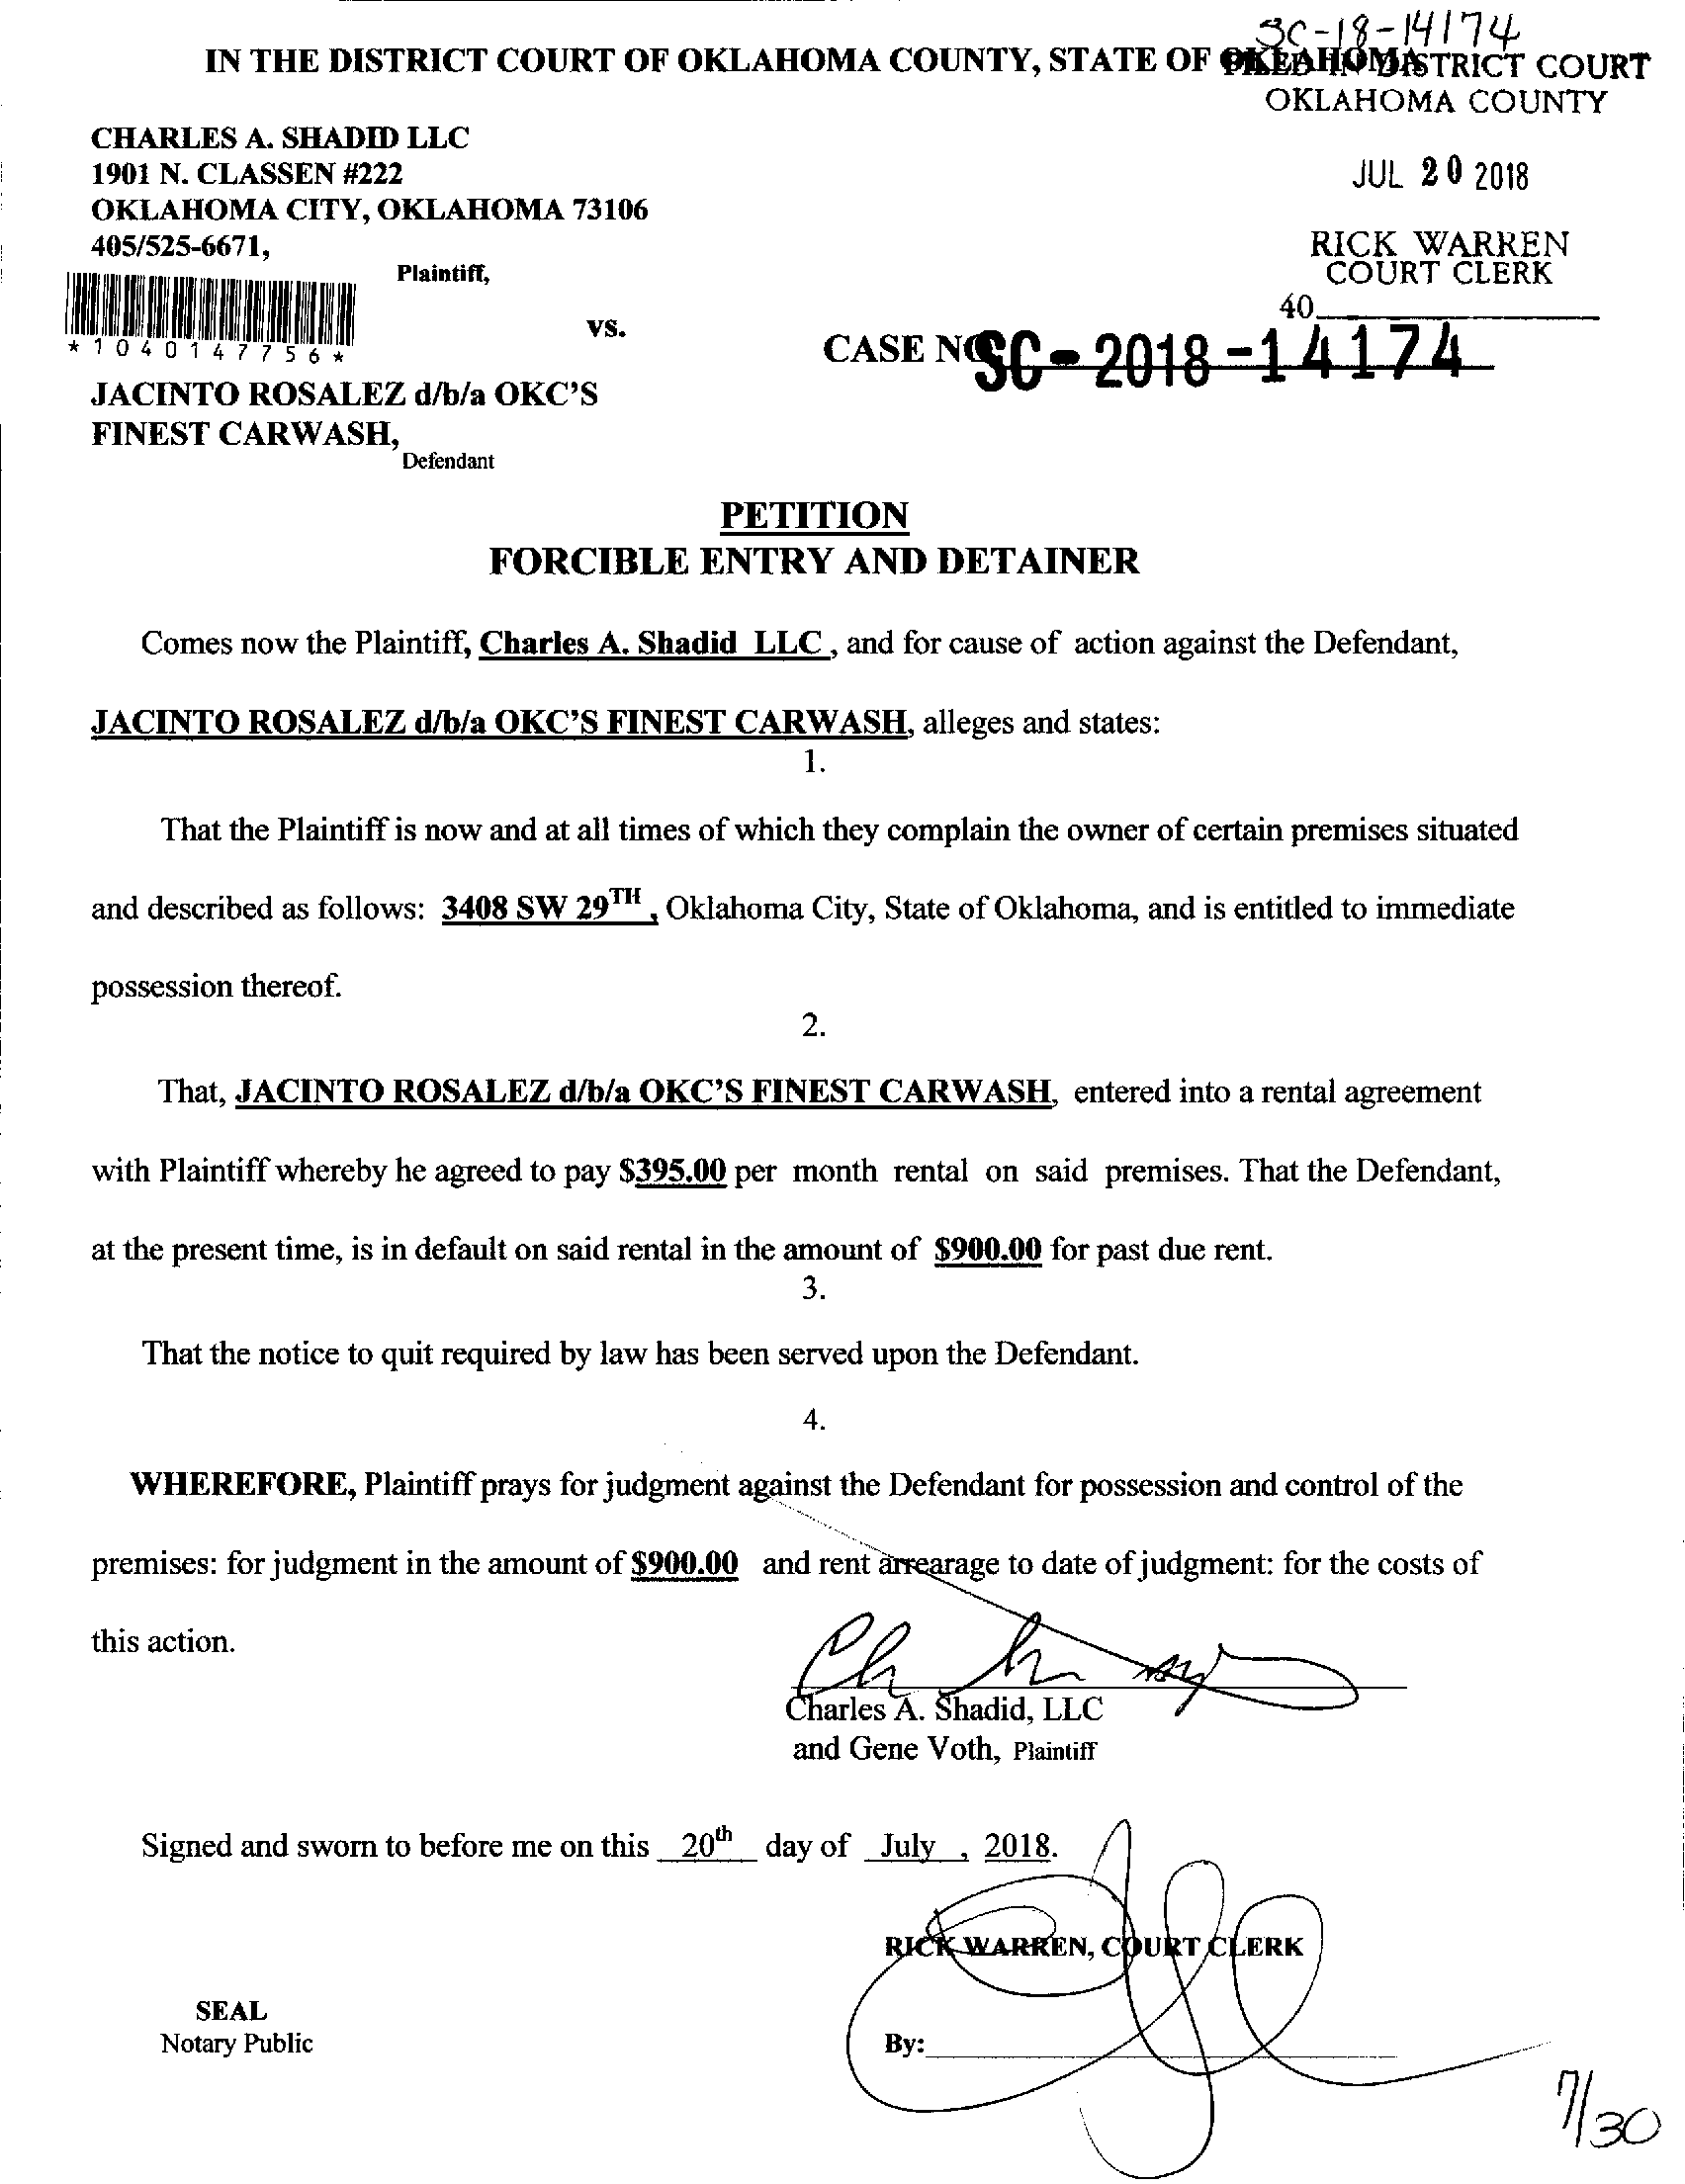 SC-18-14174
IN THE DISTRICT COURT OF OKLAHOMA COUNTY, STATE OF OKLAHOMA
FILED IN DISTRICT COURT
OKLAHOMA COUNTY
CHARLES A. SHADID LLC
1901 N. CLASSEN #222
OKLAHOMA CITY, OKLAHOMA 73106
405/525-6671,
Plaintiff,
JUL 20 2018
RICK WARREN
COURT CLERK
40
*1040147756*
vs.
CASE NO SC-2018-14174
JACINTO ROSALEZ d/b/a OKC'S
FINEST CARWASH,
Defendant
PETITION
FORCIBLE ENTRY AND DETAINER
Comes now the Plaintiff, Charles A. Shadid LLC , and for cause of action against the Defendant,
JACINTO ROSALEZ d/b/a OKC'S FINEST CARWASH, alleges and states:
1.
That the Plaintiff is now and at all times of which they complain the owner of certain premises situated
and described as follows: 3408 SW 29TH , Oklahoma City, State of Oklahoma, and is entitled to immediate
possession thereof.
2.
That, JACINTO ROSALEZ d/b/a OKC'S FINEST CARWASH, entered into a rental agreement
with Plaintiff whereby he agreed to pay $395.00 per month rental on said premises. That the Defendant,
at the present time, is in default on said rental in the amount of $900.00 for past due rent.
3.
That the notice to quit required by law has been served upon the Defendant.
4.
WHEREFORE, Plaintiff prays for judgment against the Defendant for possession and control of the
premises: for judgment in the amount of $900.00 and rent arrearage to date of judgment: for the costs of
this action.
Charles A. Shadid, LLC
and Gene Voth, Plaintiff
Signed and sworn to before me on this 20th day of July , 2018.
RICK WARREN, COURT CLERK
SEAL
Notary Public
By:
7/30